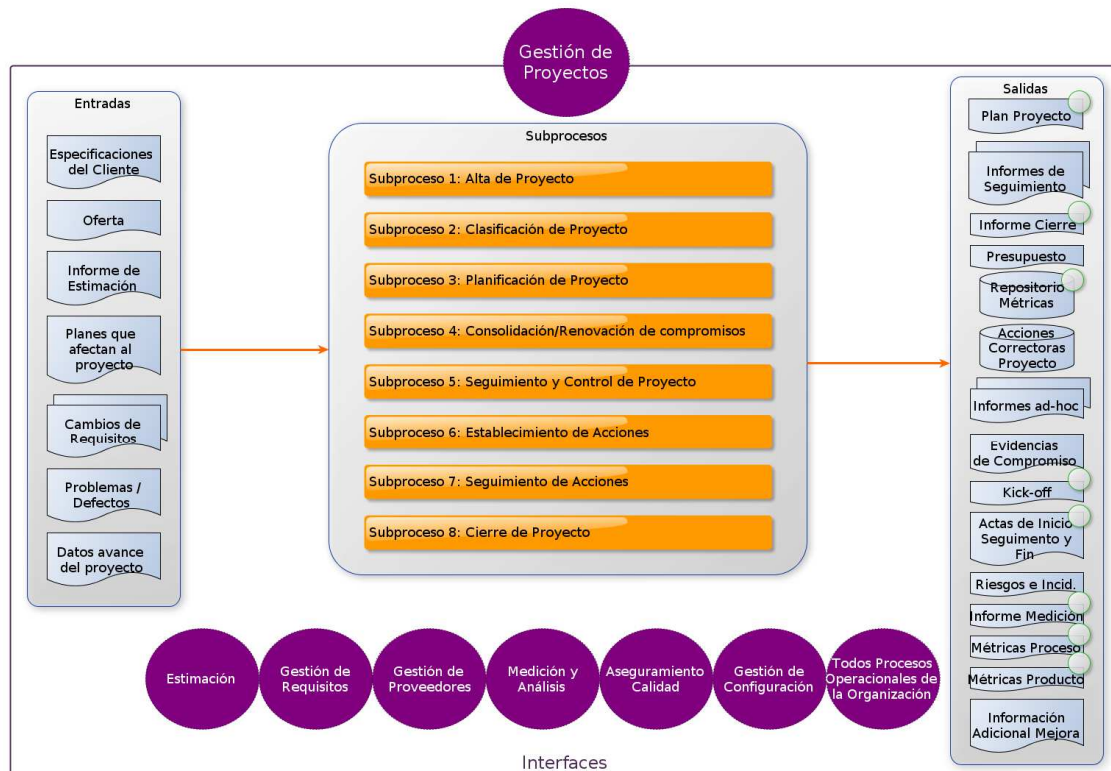 Gestión de
Proyectos
Entradas
Especificaciones
del Cliente
Oferta
Informe de
Estimación
Planes que
afectan al
proyecto
Cambios de
Requisitos
Problemas /
Defectos
Datos avance
del proyecto
Subprocesos
Subproceso 1: Alta de Proyecto
Subproceso 2: Clasificación de Proyecto
Subproceso 3: Planificación de Proyecto
Subproceso 4: Consolidación/Renovación de compromisos
Subproceso 5: Seguimiento y Control de Proyecto
Subproceso 6: Establecimiento de Acciones
Subproceso 7: Seguimiento de Acciones
Subproceso 8: Cierre de Proyecto
Salidas
Plan Proyecto
Informes de
Seguimiento
Informe Cierre
Presupuesto
Repositorio
Métricas
Acciones
Correctoras
Proyecto
Informes ad-hoc
Evidencias
de Compromiso
Kick-off
Actas de Inicio
Seguimento y
Fin
Riesgos e Incid.
Informe Medición
Métricas Proceso
Métricas Producto
Información
Adicional Mejora
Estimación
Gestión de
Requisitos
Gestión de
Proveedores
Medición y
Análisis
Aseguramiento
Calidad
Gestión de
Configuración
Todos Procesos
Operacionales de
la Organización
Interfaces